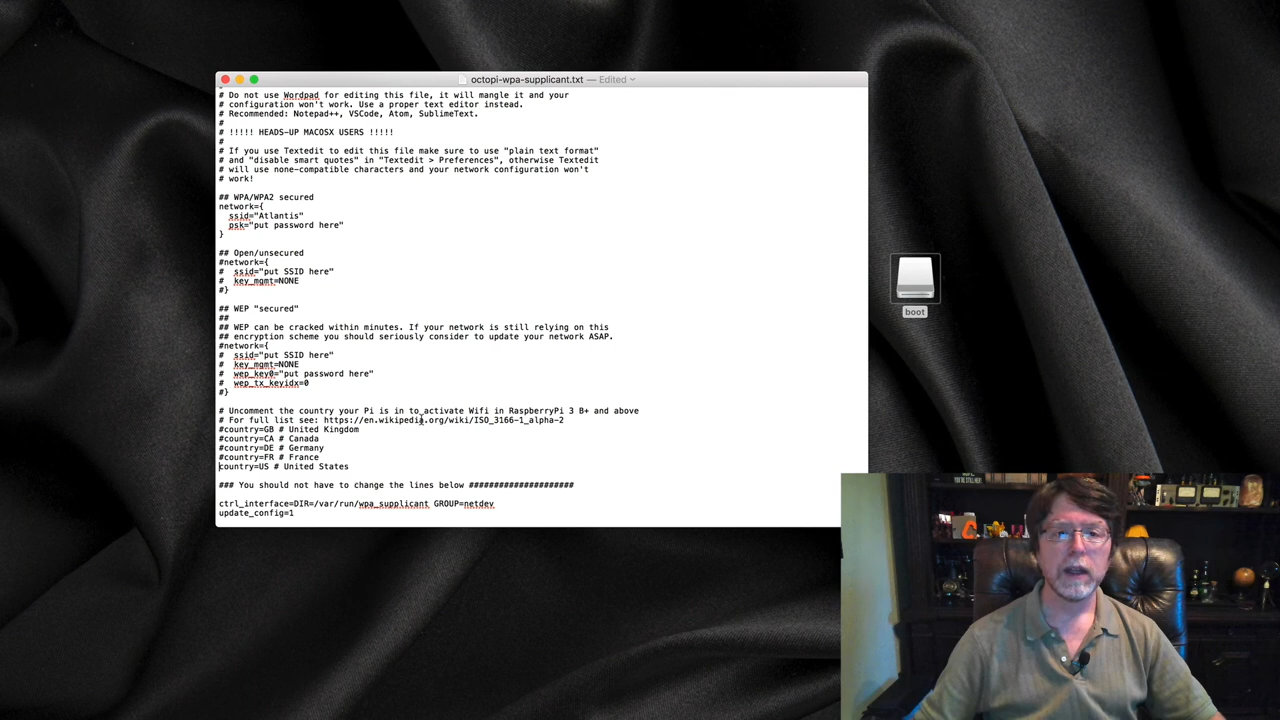 octopi-wpa-supplicant.txt — Edited
# Do not use Wordpad for editing this file, it will mangle it and your
# configuration won't work. Use a proper text editor instead.
# Recommended: Notepad++, VSCode, Atom, SublimeText.
#
# !!!!! HEADS-UP MACOSX USERS !!!!!
#
# If you use Textedit to edit this file make sure to use "plain text format"
# and "disable smart quotes" in "Textedit > Preferences", otherwise Textedit
# will use none-compatible characters and your network configuration won't
# work!
## WPA/WPA2 secured
network={
  ssid="Atlantis"
  psk="put password here"
}
## Open/unsecured
#network={
#  ssid="put SSID here"
#  key_mgmt=NONE
#}
## WEP "secured"
##
## WEP can be cracked within minutes. If your network is still relying on this
## encryption scheme you should seriously consider to update your network ASAP.
#network={
#  ssid="put SSID here"
#  key_mgmt=NONE
#  wep_key0="put password here"
#  wep_tx_keyidx=0
#}
# Uncomment the country your Pi is in to activate Wifi in RaspberryPi 3 B+ and above
# For full list see: https://en.wikipedia.org/wiki/ISO_3166-1_alpha-2
#country=GB # United Kingdom
#country=CA # Canada
#country=DE # Germany
#country=FR # France
country=US # United States
### You should not have to change the lines below #####################
ctrl_interface=DIR=/var/run/wpa_supplicant GROUP=netdev
update_config=1
boot